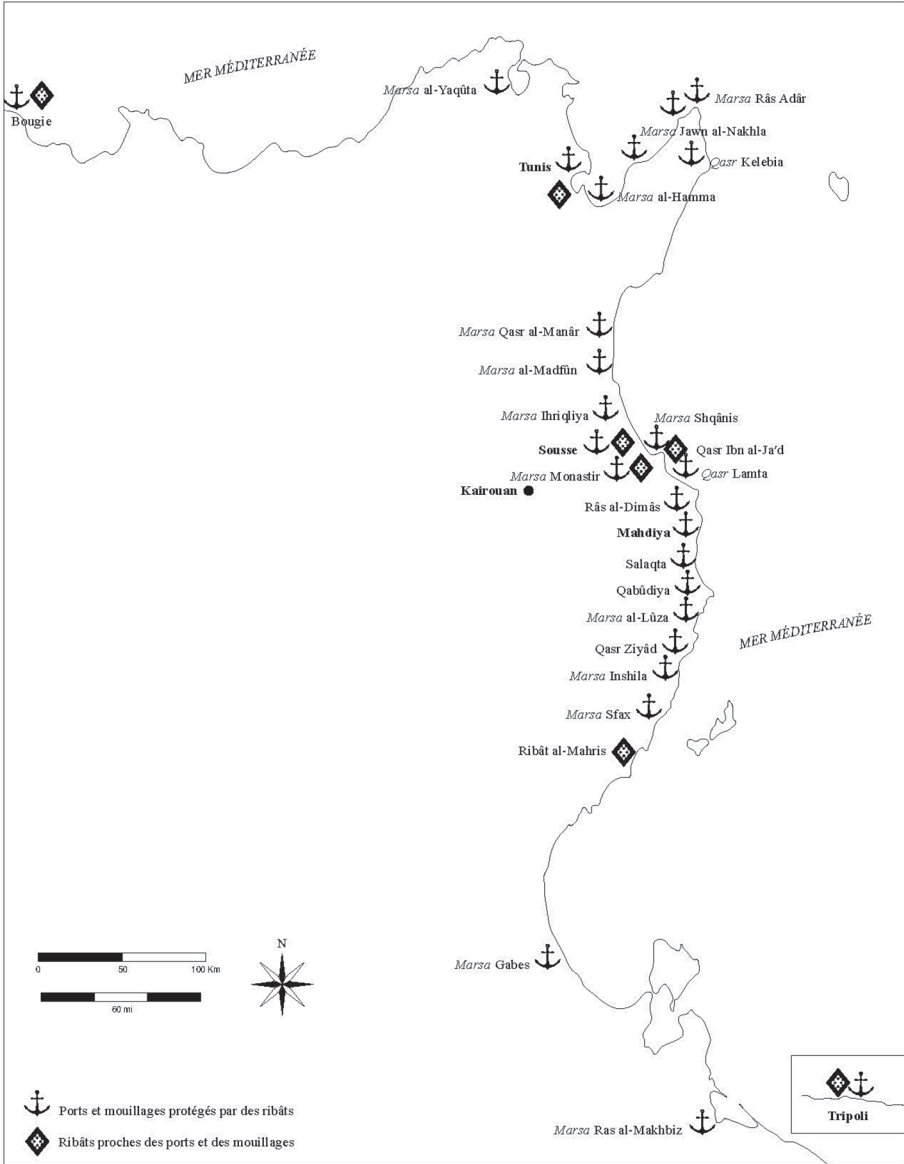 MER MÉDITERRANÉE
Marsa al-Yaqûta
Marsa Râs Adâr
Bougie
Marsa Jawn al-Nakhla
Tunis
Qasr Kelebia
Marsa al-Hamma
Marsa Qasr al-Manâr
Marsa al-Madfûn
Marsa Ihriqliya
Marsa Shqânis
Sousse
Qasr Ibn al-Ja'd
Marsa Monastir
Qasr Lamta
Kairouan
Râs al-Dimâs
Mahdiya
Salaqta
Qabûdiya
Marsa al-Lûza
MER MÉDITERRANÉE
Qasr Ziyâd
Marsa Inshila
Marsa Sfax
Ribât al-Mahris
N
Marsa Gabes
0 50 100 Km
60 mi
Ports et mouillages protégés par des ribâts
Ribâts proches des ports et des mouillages
Marsa Ras al-Makhbiz
Tripoli